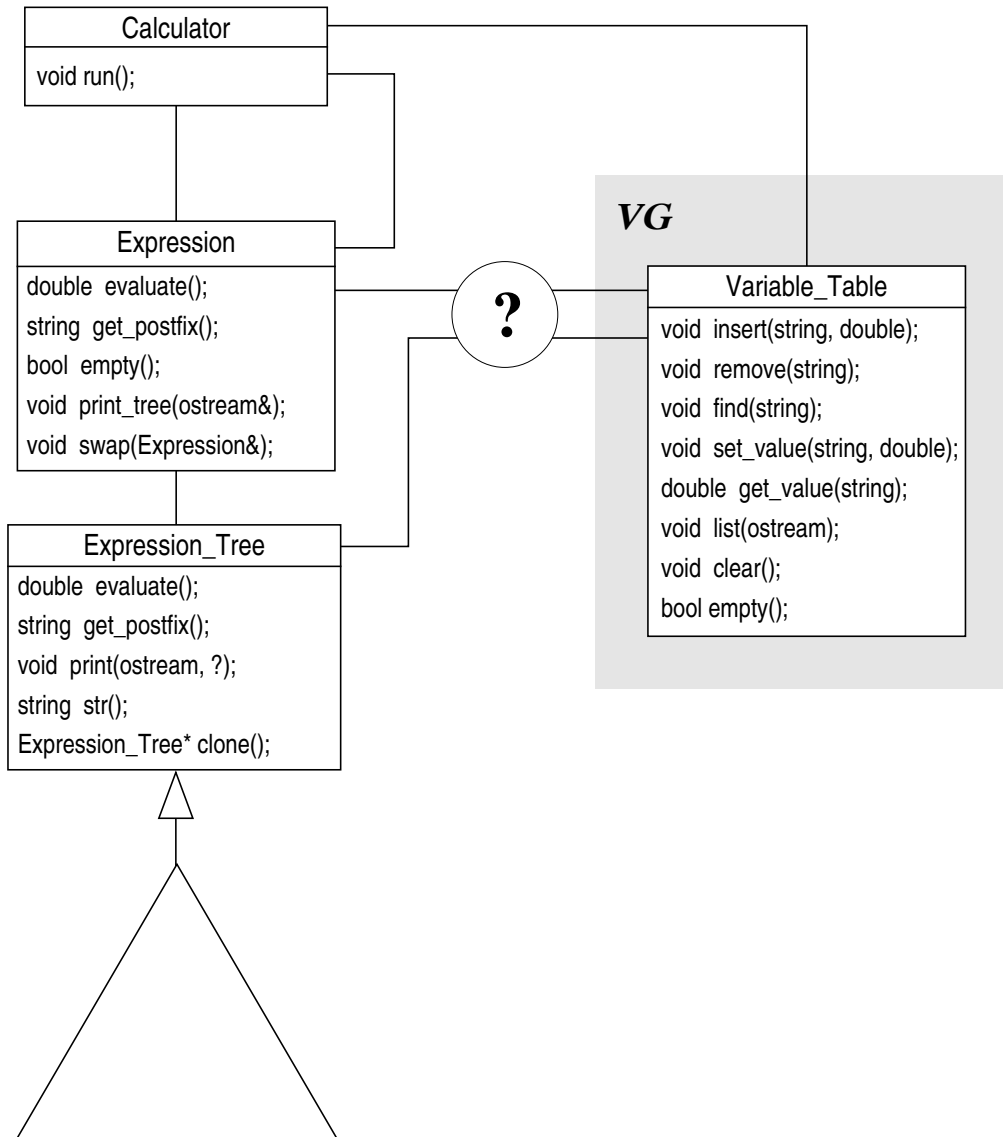 Calculator
void run();
Expression
double evaluate();
string get_postfix();
bool empty();
void print_tree(ostream&);
void swap(Expression&);
Expression_Tree
double evaluate();
string get_postfix();
void print(ostream, ?);
string str();
Expression_Tree* clone();
?
VG
Variable_Table
void insert(string, double);
void remove(string);
void find(string);
void set_value(string, double);
double get_value(string);
void list(ostream);
void clear();
bool empty();